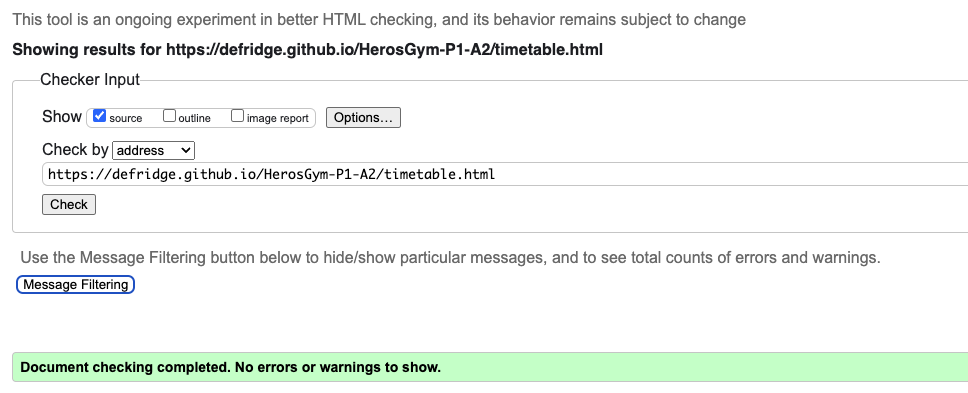 This tool is an ongoing experiment in better HTML checking, and its behavior remains subject to change
Showing results for https://defridge.github.io/HerosGym-P1-A2/timetable.html
Checker Input
Show source outline image report Options...
Check by address
https://defridge.github.io/HerosGym-P1-A2/timetable.html
Check
Use the Message Filtering button below to hide/show particular messages, and to see total counts of errors and warnings.
Message Filtering
Document checking completed. No errors or warnings to show.